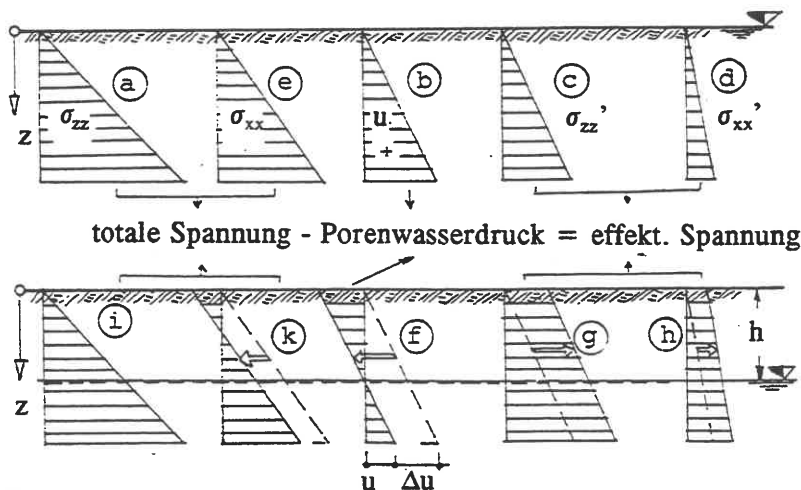 a e b c d
z σzz σxx u σzz' σxx'
+
totale Spannung - Porenwasserdruck = effekt. Spannung
i k f g h h
z
u Δu